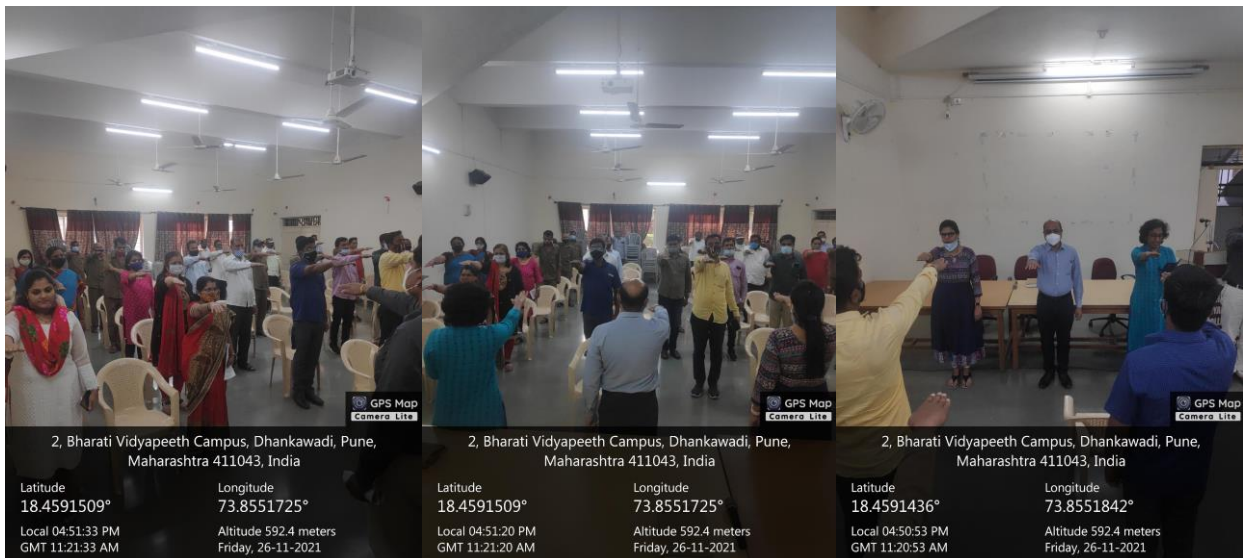 GPS Map
Camera Lite
2, Bharati Vidyapeeth Campus, Dhankawadi, Pune,
Maharashtra 411043, India
Latitude
18.4591509°
Longitude
73.8551725°
Local 04:51:33 PM
GMT 11:21:33 AM
Altitude 592.4 meters
Friday, 26-11-2021
GPS Map
Camera Lite
2, Bharati Vidyapeeth Campus, Dhankawadi, Pune,
Maharashtra 411043, India
Latitude
18.4591509°
Longitude
73.8551725°
Local 04:51:20 PM
GMT 11:21:20 AM
Altitude 592.4 meters
Friday, 26-11-2021
GPS Map
Camera Lite
2, Bharati Vidyapeeth Campus, Dhankawadi, Pune,
Maharashtra 411043, India
Latitude
18.4591436°
Longitude
73.8551842°
Local 04:50:53 PM
GMT 11:20:53 AM
Altitude 592.4 meters
Friday, 26-11-2021